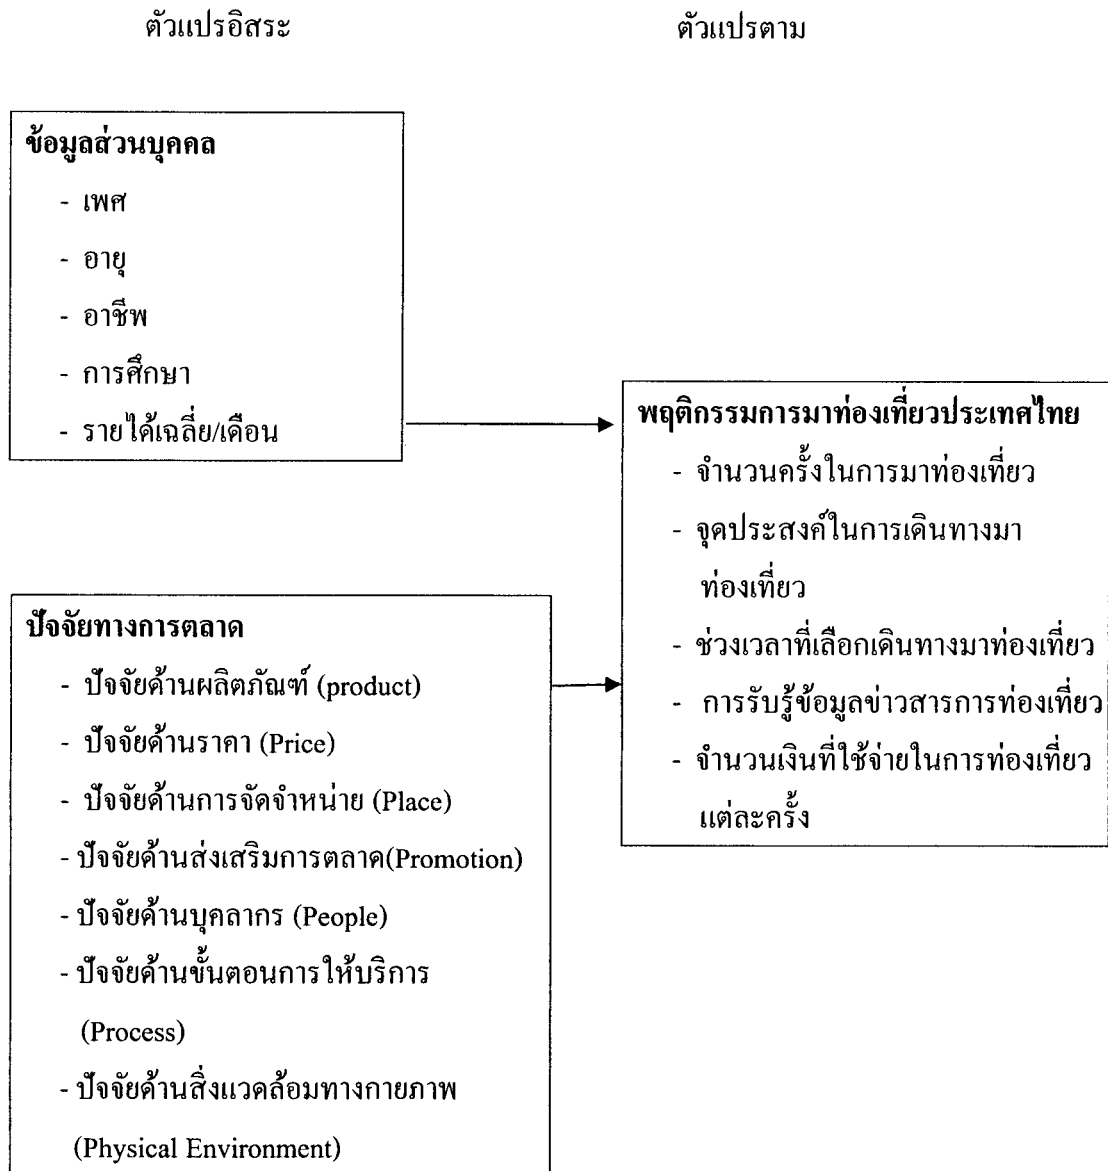 ตัวแปรอิสระ
ตัวแปรตาม
ข้อมูลส่วนบุคคล
- เพศ
- อายุ
- อาชีพ
- การศึกษา
- รายได้เฉลี่ย/เดือน
พฤติกรรมการมาท่องเที่ยวประเทศไทย
- จำนวนครั้งในการมาท่องเที่ยว
- จุดประสงค์ในการเดินทางมา
ท่องเที่ยว
- ช่วงเวลาที่เลือกเดินทางมาท่องเที่ยว
- การรับรู้ข้อมูลข่าวสารการท่องเที่ยว
- จำนวนเงินที่ใช้จ่ายในการท่องเที่ยว
แต่ละครั้ง
ปัจจัยทางการตลาด
- ปัจจัยด้านผลิตภัณฑ์ (product)
- ปัจจัยด้านราคา (Price)
- ปัจจัยด้านการจัดจำหน่าย (Place)
- ปัจจัยด้านส่งเสริมการตลาด(Promotion)
- ปัจจัยด้านบุคลากร (People)
- ปัจจัยด้านขั้นตอนการให้บริการ
(Process)
- ปัจจัยด้านสิ่งแวดล้อมทางกายภาพ
(Physical Environment)